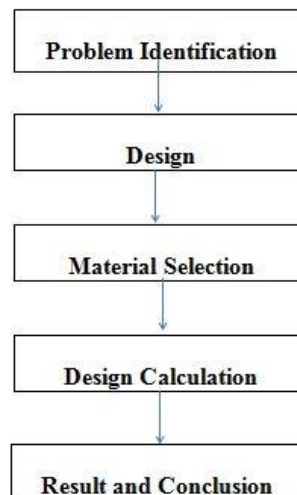 Problem Identification
Design
Material Selection
Design Calculation
Result and Conclusion